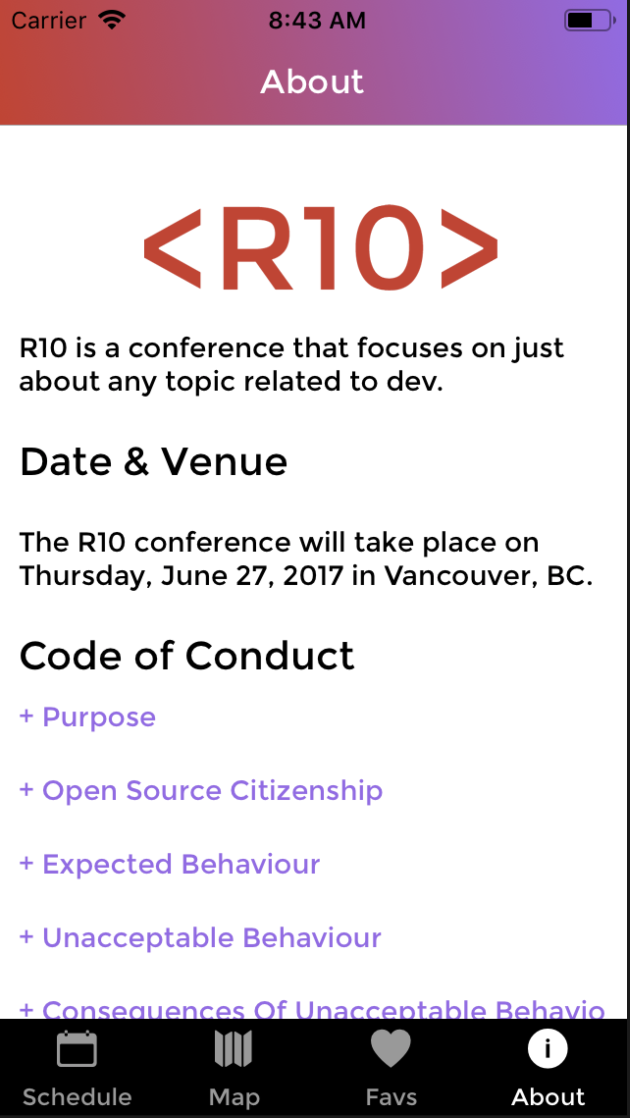 Carrier 8:43 AM
About
<R10>
R10 is a conference that focuses on just
about any topic related to dev.
Date & Venue
The R10 conference will take place on
Thursday, June 27, 2017 in Vancouver, BC.
Code of Conduct
+ Purpose
+ Open Source Citizenship
+ Expected Behaviour
+ Unacceptable Behaviour
+ Consequences Of Unacceptable Behavio
Schedule Map Favs About